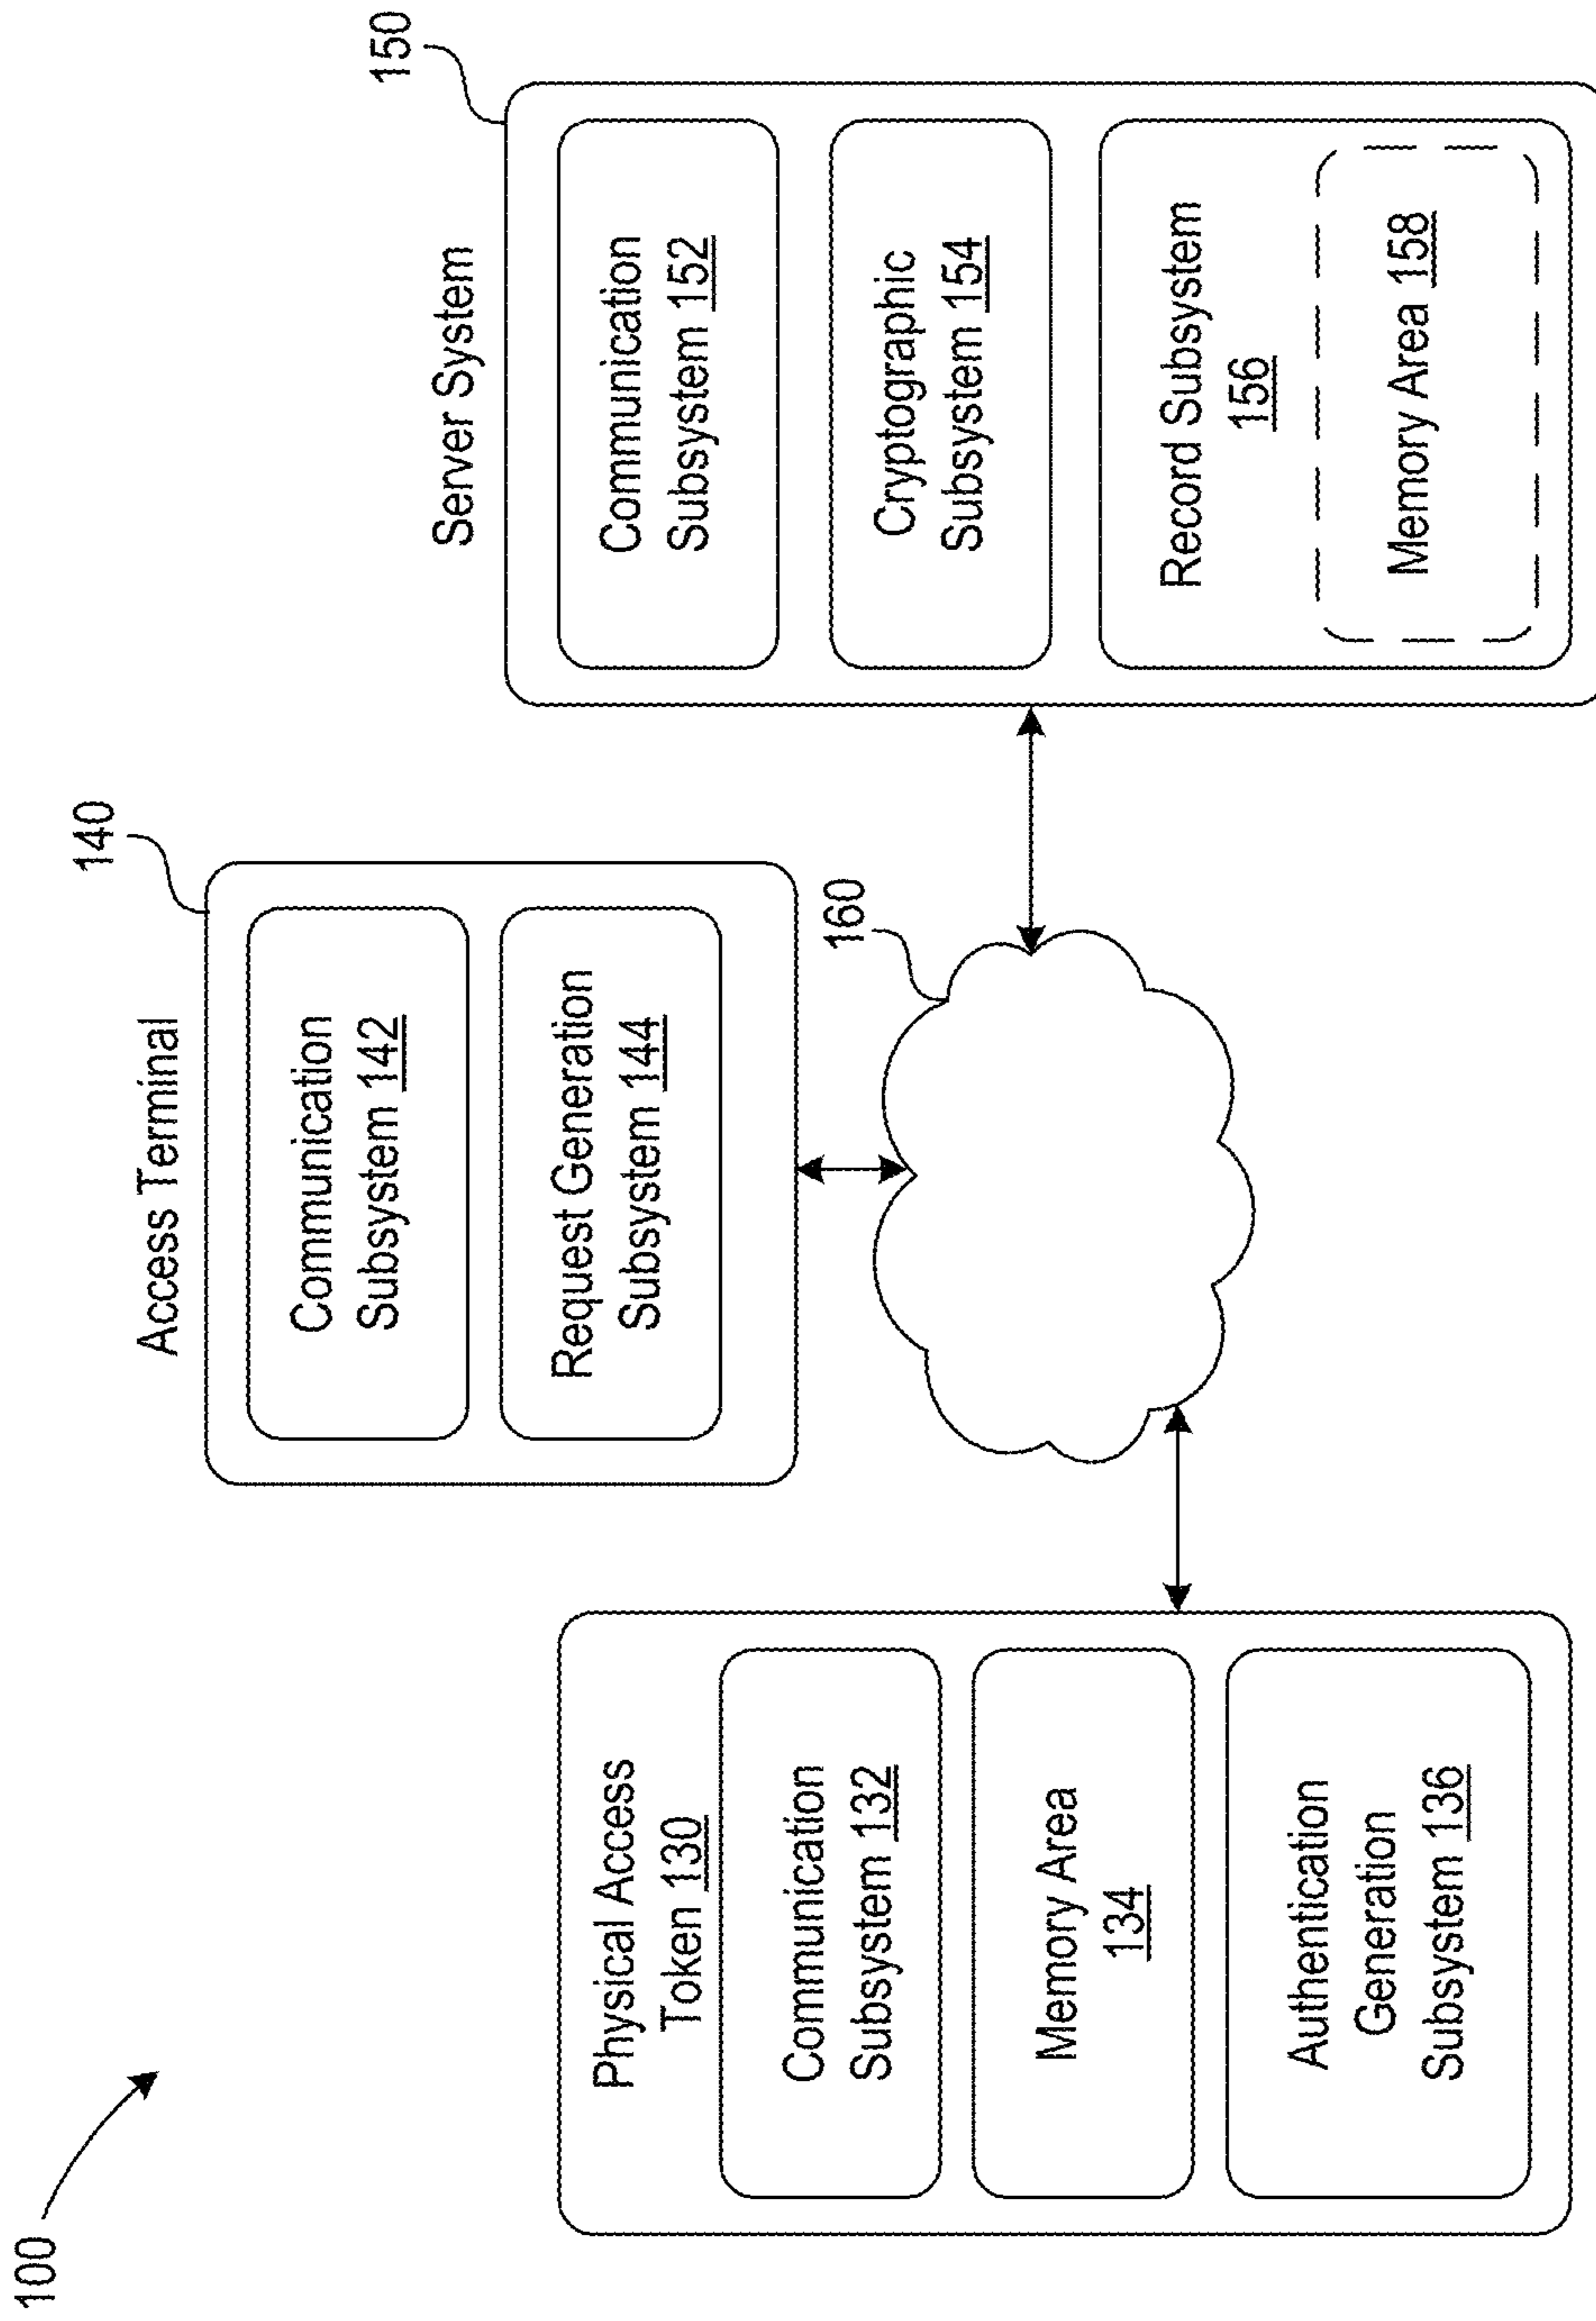 100
Physical Access
Token 130
Communication
Subsystem 132
Memory Area
134
Authentication
Generation
Subsystem 136
Access Terminal
140
Communication
Subsystem 142
Request Generation
Subsystem 144
160
Server System
150
Communication
Subsystem 152
Cryptographic
Subsystem 154
Record Subsystem
156
Memory Area 158